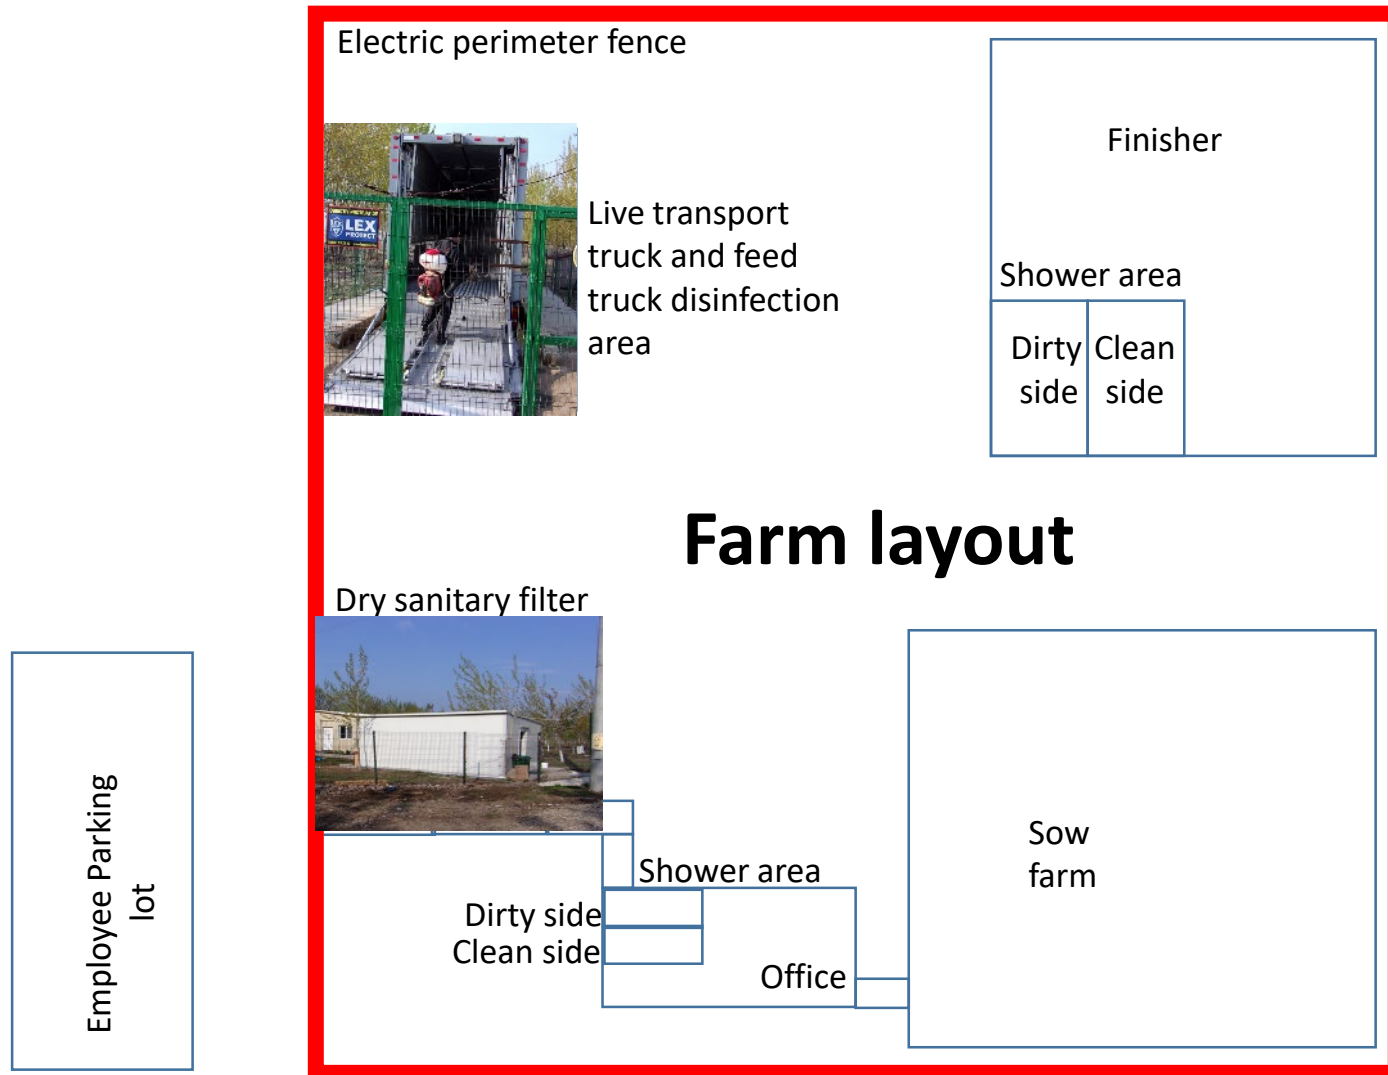 Electric perimeter fence
Finisher
LEX
PROTECT
Live transport
truck and feed
truck disinfection
area
Shower area
Dirty
side
Clean
side
Farm layout
Dry sanitary filter
Employee Parking
lot
Sow
farm
Shower area
Dirty side
Clean side
Office